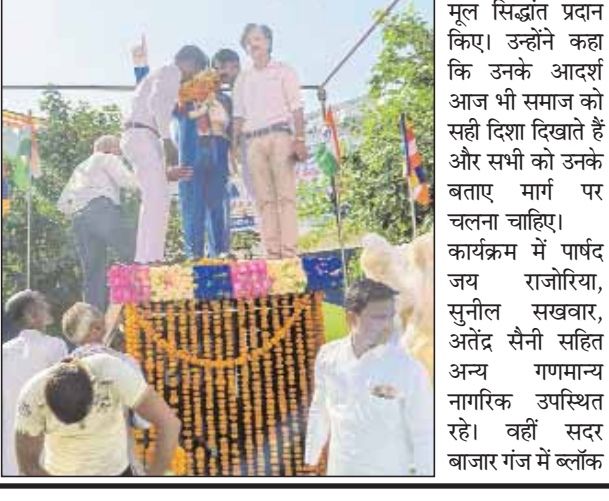 मूल सिद्धांत प्रदान
किए। उन्होंने कहा
कि उनके आदर्श
आज भी समाज को
सही दिशा दिखाते हैं
और सभी को उनके
बताए मार्ग पर
चलना चाहिए।
कार्यक्रम में पार्षद
जय राजोरिया,
सुनील सखवार,
अतेंद्र सैनी सहित
अन्य गणमान्य
नागरिक उपस्थित
रहे। वहीं सदर
बाजार गंज में ब्लॉक